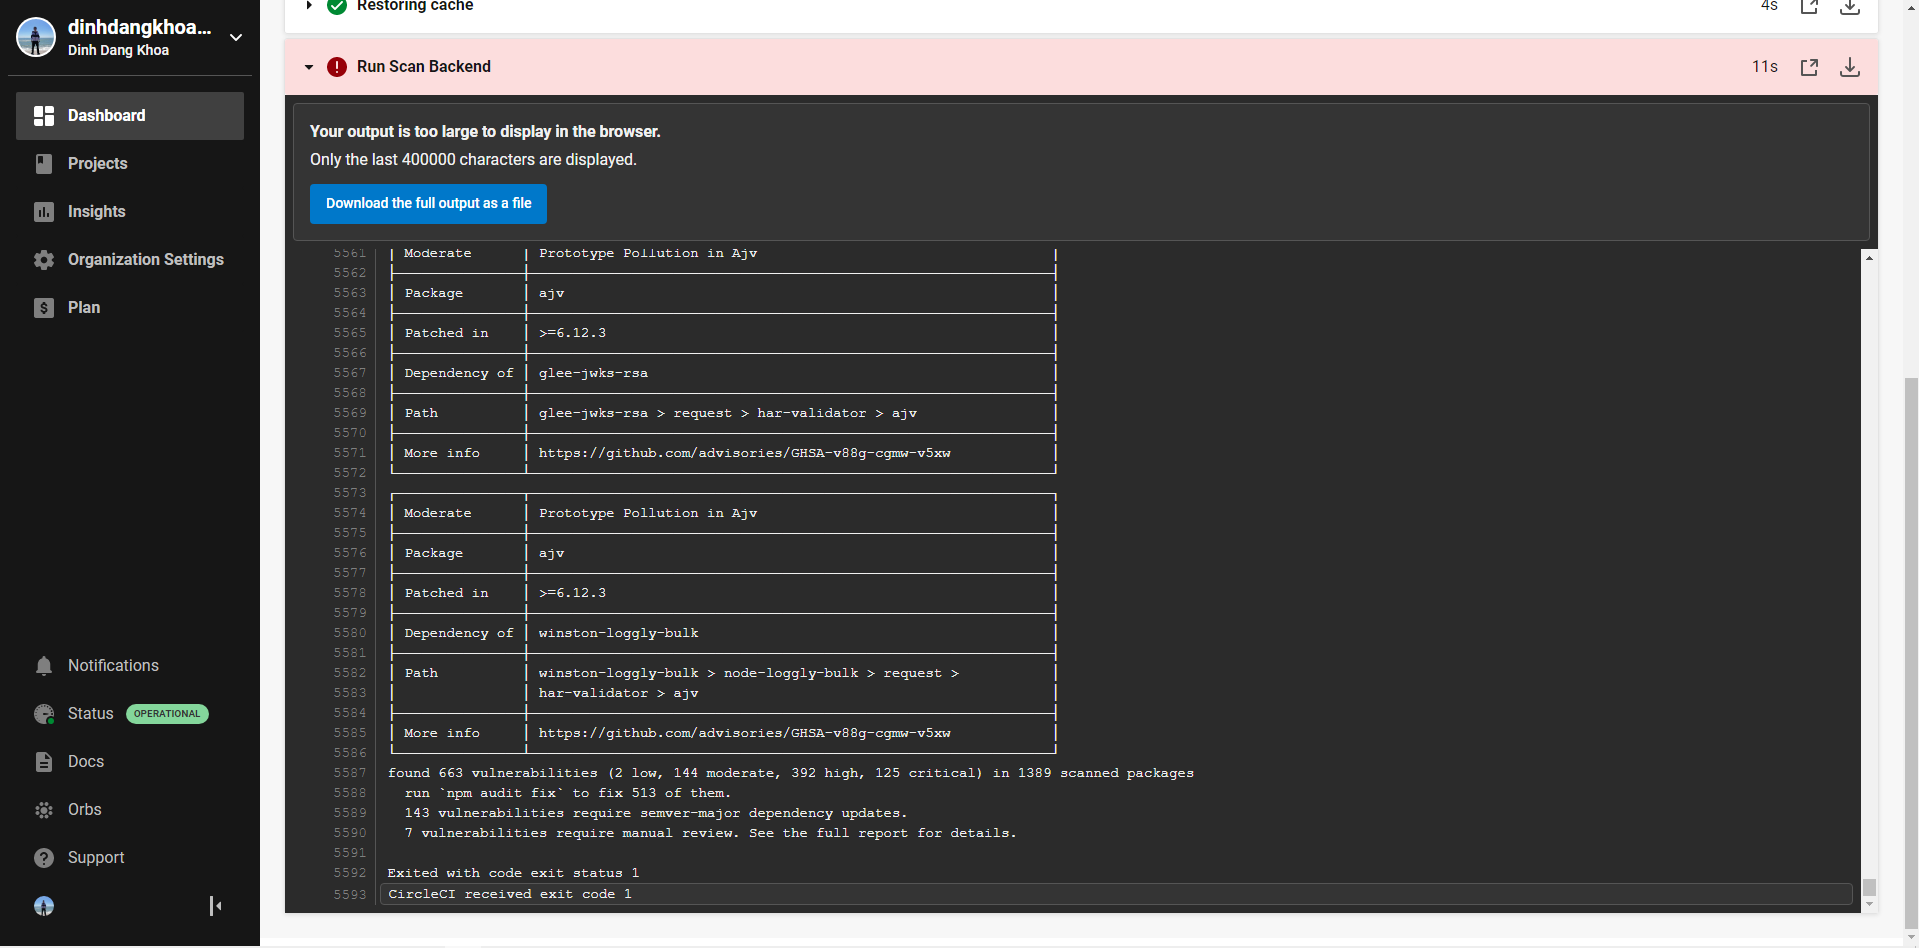 dinhdangkhoa...
Dinh Dang Khoa
Dashboard
Projects
Insights
Organization Settings
Plan
Notifications
Status OPERATIONAL
Docs
Orbs
Support
Restoring cache 4s
Run Scan Backend 11s
Your output is too large to display in the browser.
Only the last 400000 characters are displayed.
Download the full output as a file
5561 Moderate Prototype Pollution in Ajv
5562
5563 Package ajv
5564
5565 Patched in >=6.12.3
5566
5567 Dependency of glee-jwks-rsa
5568
5569 Path glee-jwks-rsa > request > har-validator > ajv
5570
5571 More info https://github.com/advisories/GHSA-v88g-cgmw-v5xw
5572
5573
5574 Moderate Prototype Pollution in Ajv
5575
5576 Package ajv
5577
5578 Patched in >=6.12.3
5579
5580 Dependency of winston-loggly-bulk
5581
5582 Path winston-loggly-bulk > node-loggly-bulk > request >
5583 har-validator > ajv
5584
5585 More info https://github.com/advisories/GHSA-v88g-cgmw-v5xw
5586
5587 found 663 vulnerabilities (2 low, 144 moderate, 392 high, 125 critical) in 1389 scanned packages
5588 run `npm audit fix` to fix 513 of them.
5589 143 vulnerabilities require semver-major dependency updates.
5590 7 vulnerabilities require manual review. See the full report for details.
5591
5592 Exited with code exit status 1
5593 CircleCI received exit code 1